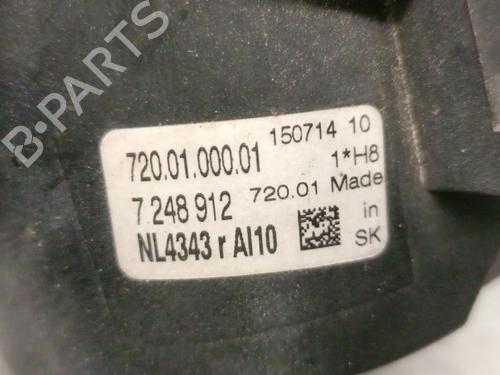 B-PARTS
150714 10
720.01.000.01
1*H8
7 248 912
720.01 Made
in
NL4343 r AI10
SK